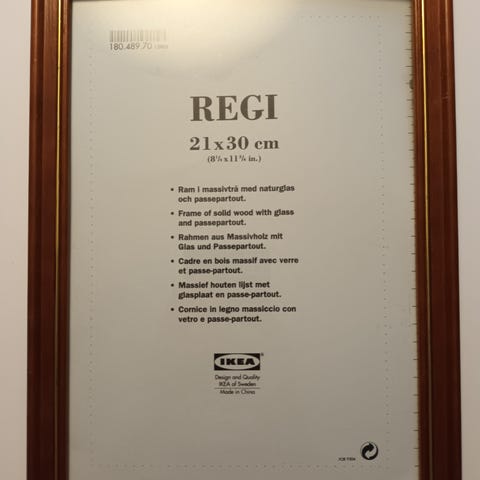 180.489.70
REGI
21 x 30 cm
(8¼ x 11¾ in.)
• Ram i massivträ med naturglas
och passepartout.
• Frame of solid wood with glass
and passepartout.
• Rahmen aus Massivholz mit
Glas und Passepartout.
• Cadre en bois massif avec verre
et passe-partout.
• Massief houten lijst met
glasplaat en passe-partout.
• Cornice in legno massiccio con
vetro e passe-partout.
IKEA
Design and Quality
IKEA of Sweden
Made in China